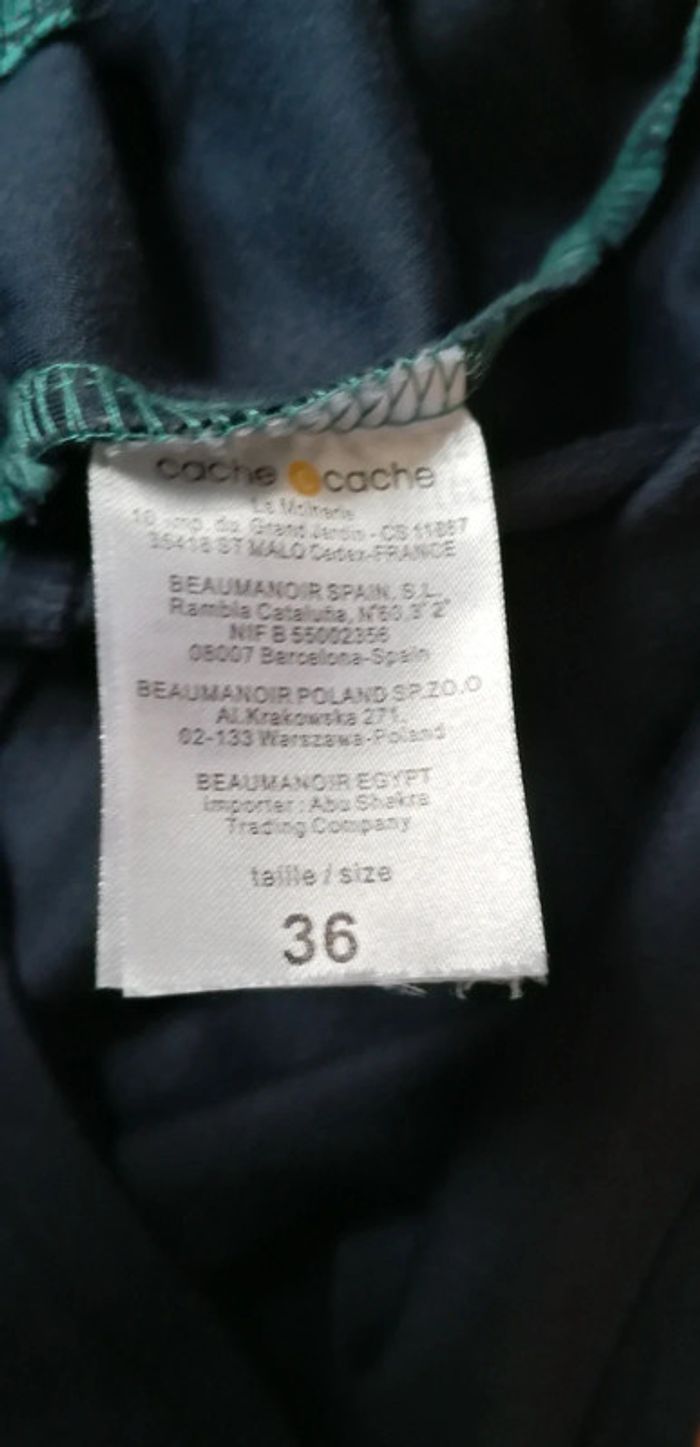 cache cache
La Moinerie
10, imp. du Grand Jardin - CS 11887
35418 ST MALO Cedex-FRANCE
BEAUMANOIR SPAIN, S.L.
Rambla Cataluña, N°60,3° 2°
NIF B 55002356
08007 Barcelona-Spain
BEAUMANOIR POLAND SP.ZO.O
Al.Krakowska 271,
02-133 Warszawa-Poland
BEAUMANOIR EGYPT
Importer : Abu Shakra
Trading Company
taille / size
36